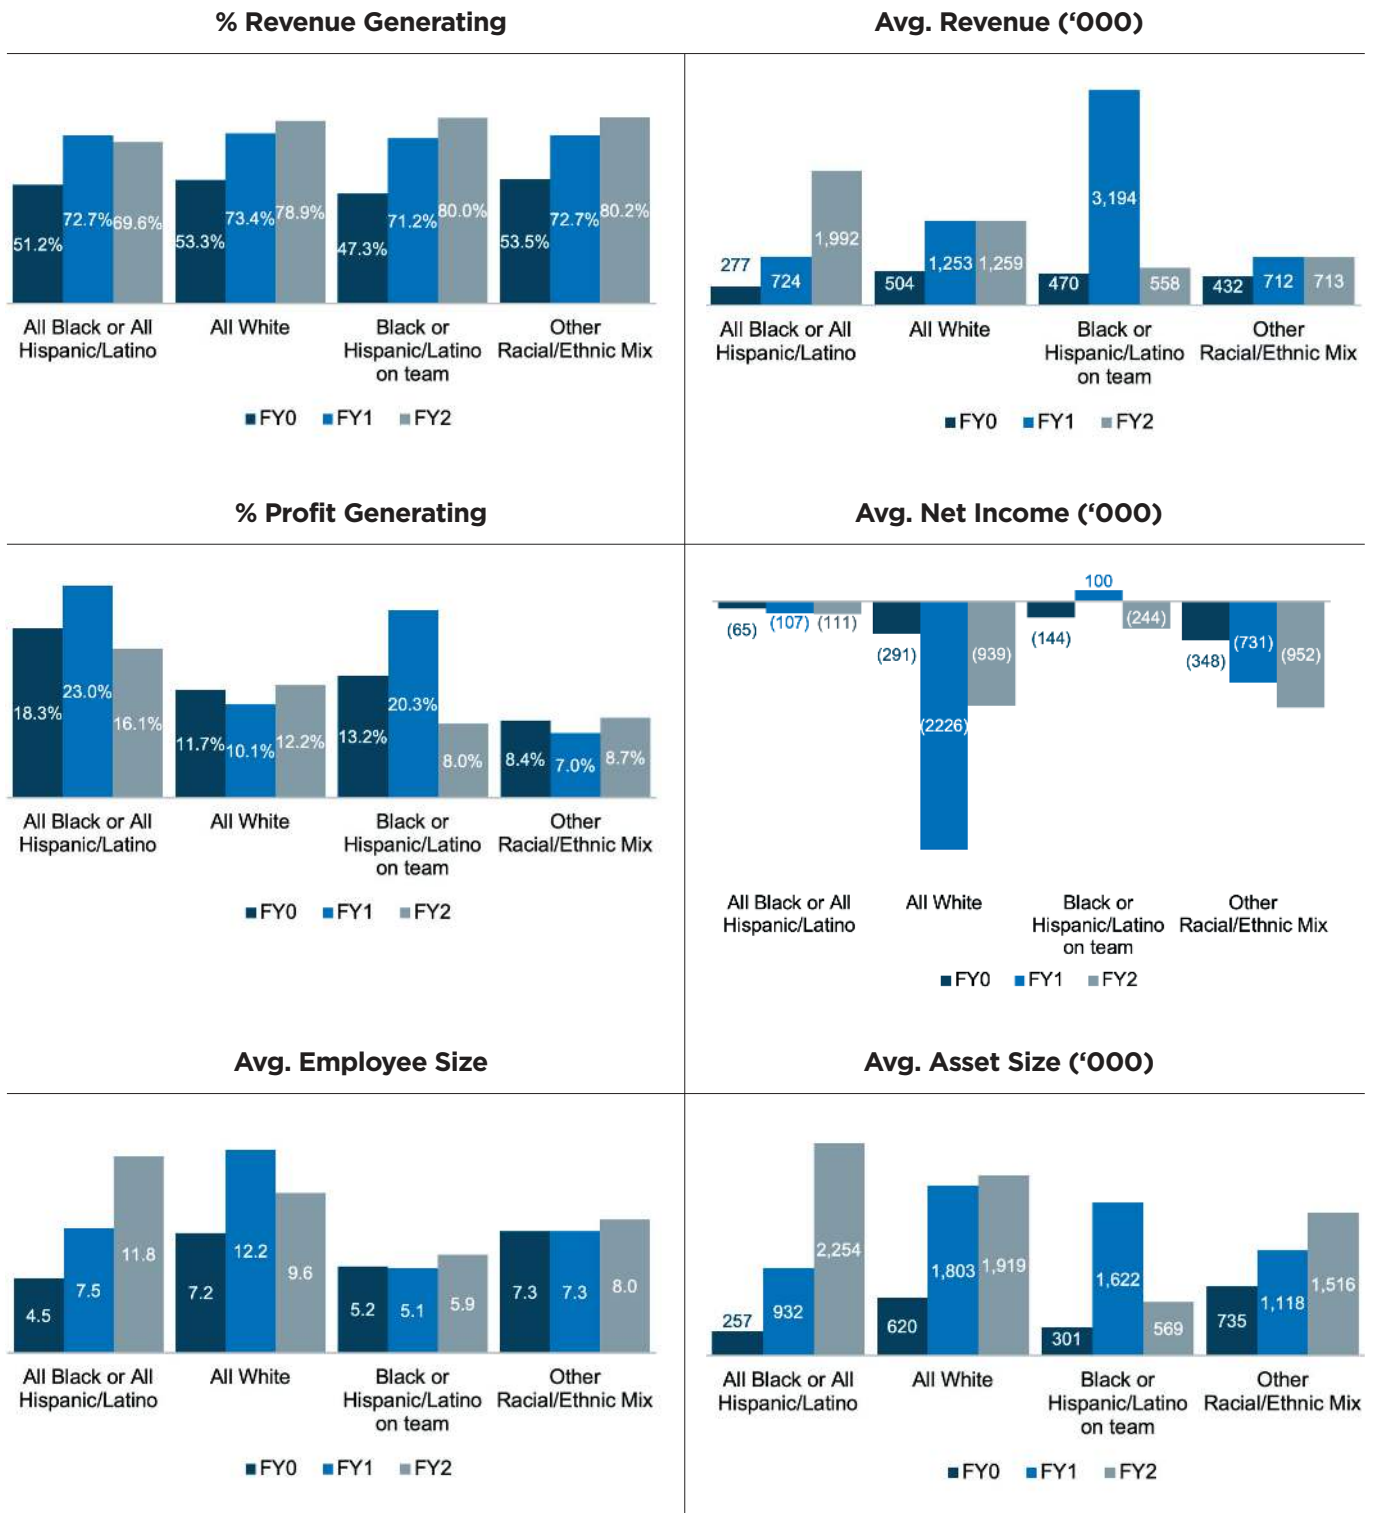 % Revenue Generating
51.2% 72.7% 69.6% 53.3% 73.4% 78.9% 47.3% 71.2% 80.0% 53.5% 72.7% 80.2%
All Black or All All White Black or Other
Hispanic/Latino Hispanic/Latino Racial/Ethnic Mix
on team
FY0 FY1 FY2
Avg. Revenue (‘000)
277 724 1,992 504 1,253 1,259 470 3,194 558 432 712 713
All Black or All All White Black or Other
Hispanic/Latino Hispanic/Latino Racial/Ethnic Mix
on team
FY0 FY1 FY2
% Profit Generating
18.3% 23.0% 16.1% 11.7% 10.1% 12.2% 13.2% 20.3% 8.0% 8.4% 7.0% 8.7%
All Black or All All White Black or Other
Hispanic/Latino Hispanic/Latino Racial/Ethnic Mix
on team
FY0 FY1 FY2
Avg. Net Income (‘000)
(65) (107) (111) (291) (2226) (939) (144) 100 (244) (348) (731) (952)
All Black or All All White Black or Other
Hispanic/Latino Hispanic/Latino Racial/Ethnic Mix
on team
FY0 FY1 FY2
Avg. Employee Size
4.5 7.5 11.8 7.2 12.2 9.6 5.2 5.1 5.9 7.3 7.3 8.0
All Black or All All White Black or Other
Hispanic/Latino Hispanic/Latino Racial/Ethnic Mix
on team
FY0 FY1 FY2
Avg. Asset Size (‘000)
257 932 2,254 620 1,803 1,919 301 1,622 569 735 1,118 1,516
All Black or All All White Black or Other
Hispanic/Latino Hispanic/Latino Racial/Ethnic Mix
on team
FY0 FY1 FY2